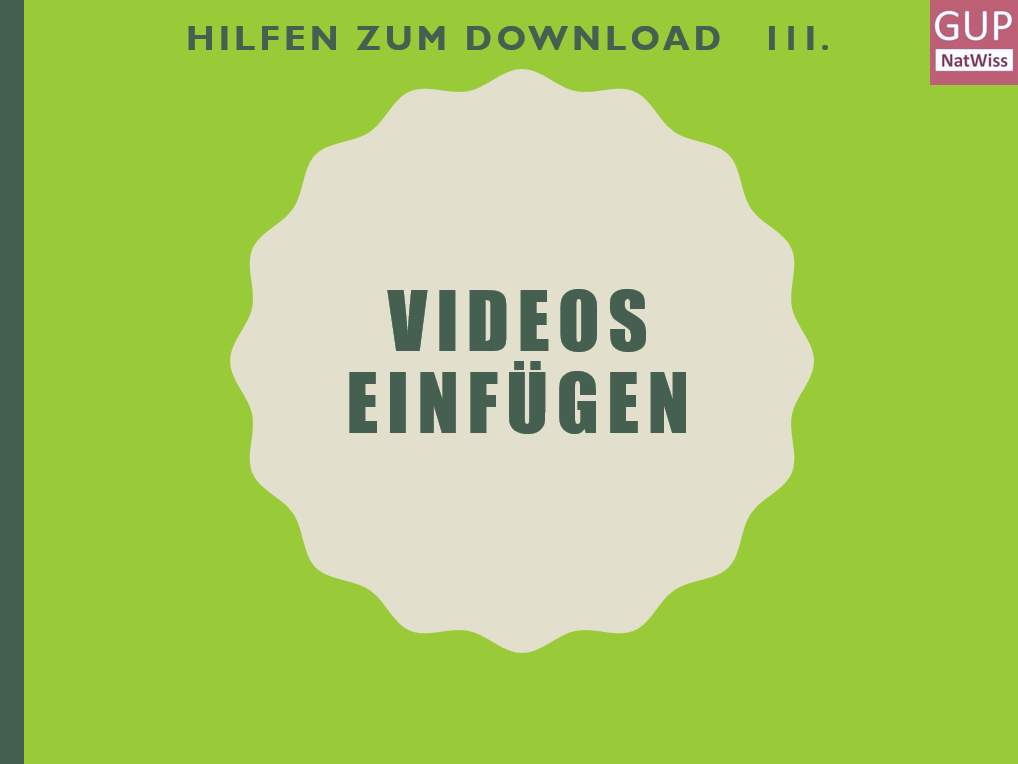 HILFEN ZUM DOWNLOAD III.
GUP
NatWiss
VIDEOS
EINFÜGEN